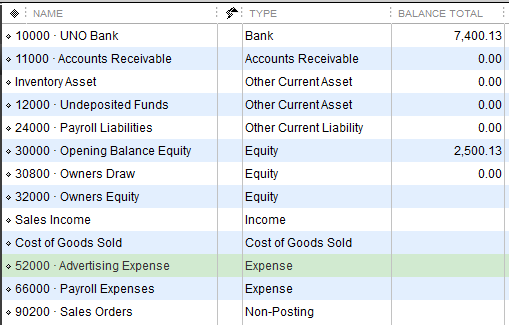 NAME TYPE BALANCE TOTAL
10000 · UNO Bank Bank 7,400.13
11000 · Accounts Receivable Accounts Receivable 0.00
Inventory Asset Other Current Asset 0.00
12000 · Undeposited Funds Other Current Asset 0.00
24000 · Payroll Liabilities Other Current Liability 0.00
30000 · Opening Balance Equity Equity 2,500.13
30800 · Owners Draw Equity 0.00
32000 · Owners Equity Equity
Sales Income Income
Cost of Goods Sold Cost of Goods Sold
52000 · Advertising Expense Expense
66000 · Payroll Expenses Expense
90200 · Sales Orders Non-Posting